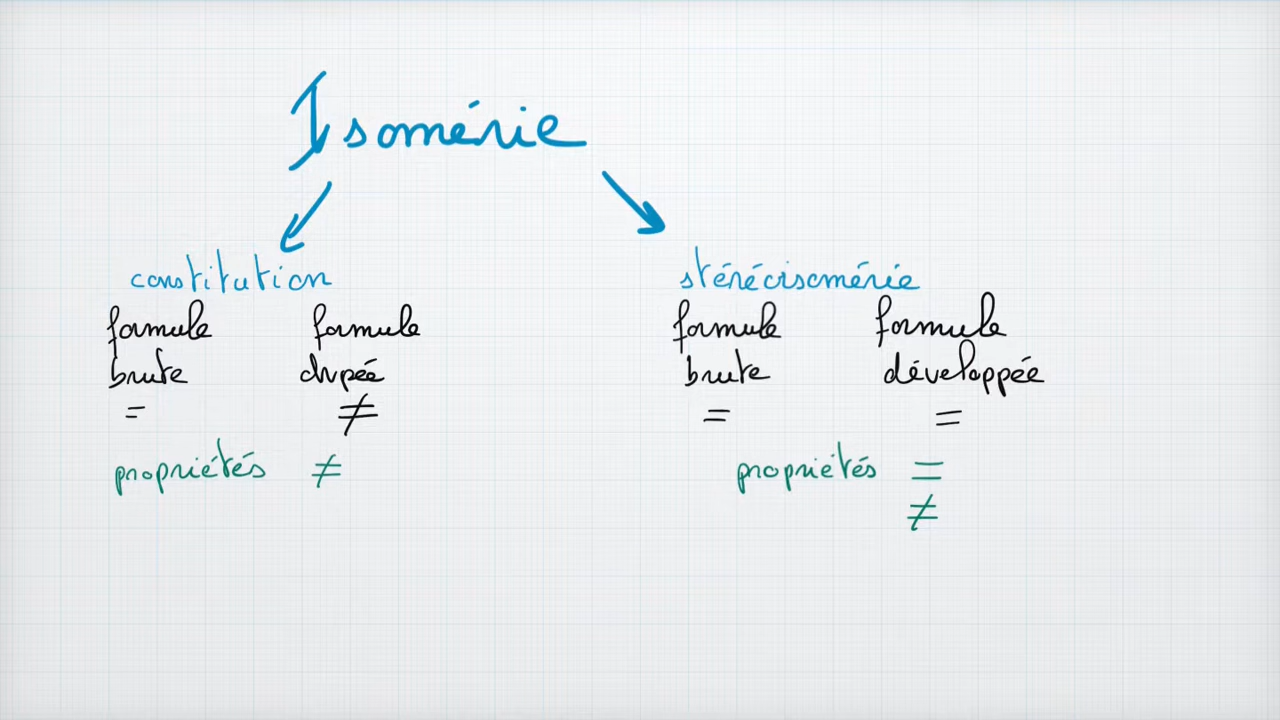 Isomérie
constitution
stéréoisomérie
formule formule
brute dvpée
= ≠
propriétés ≠
formule formule
brute développée
= =
propriétés =
≠